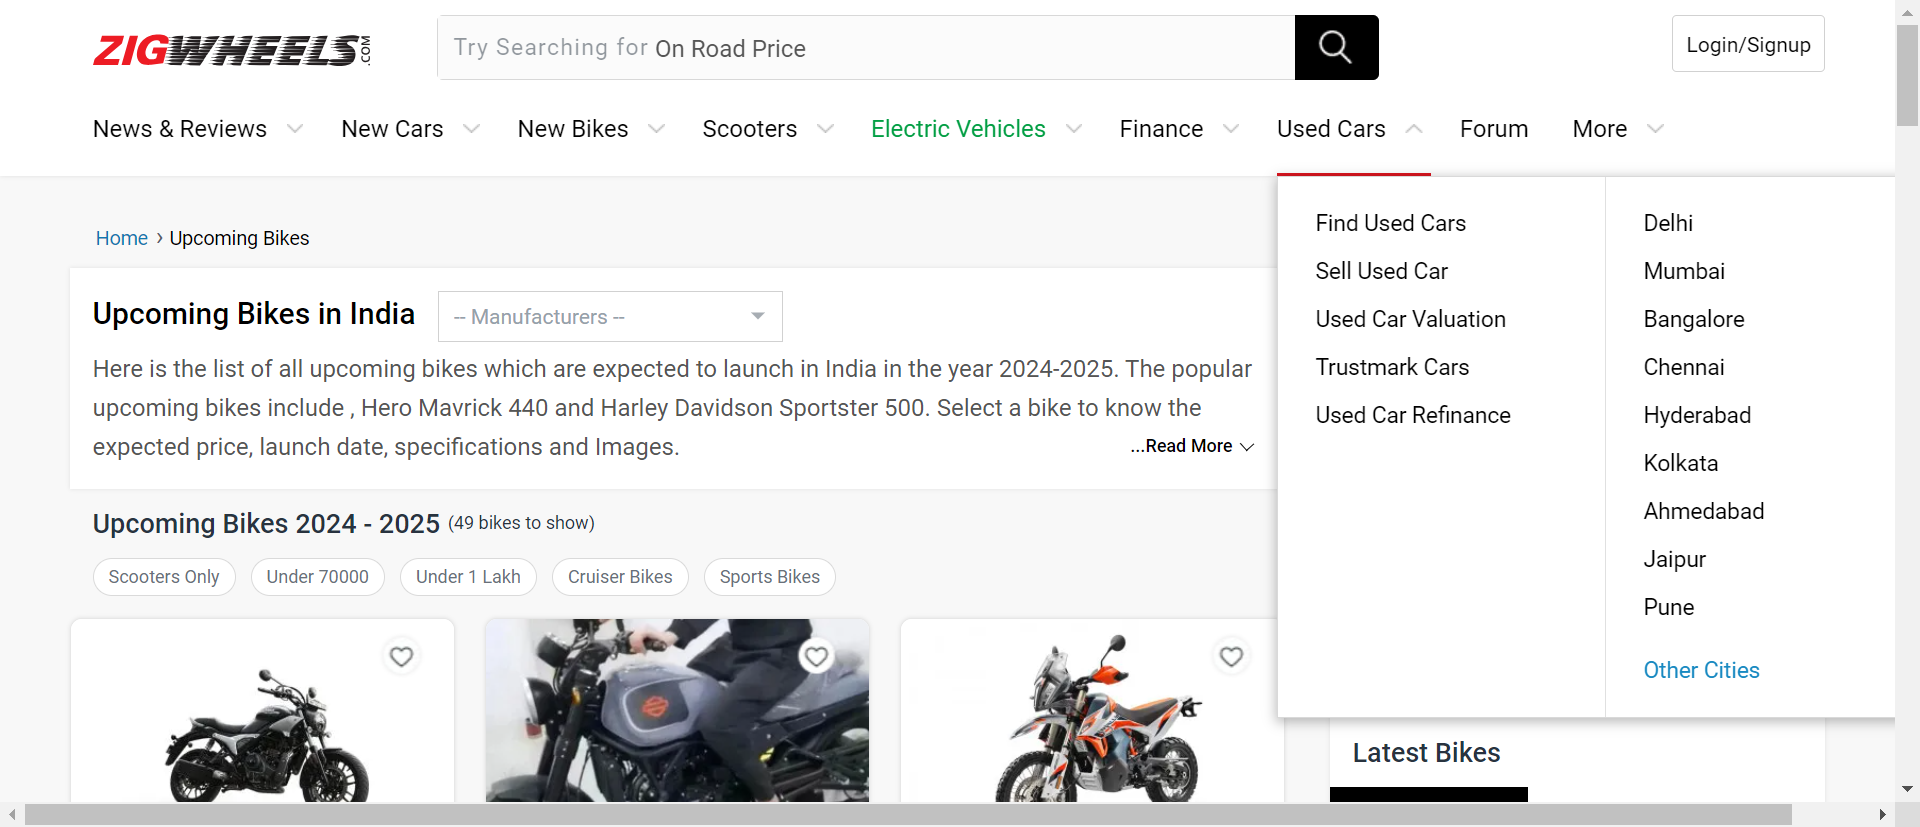 ZIGWHEELS.COM
Try Searching for On Road Price
Login/Signup
News & Reviews New Cars New Bikes Scooters Electric Vehicles Finance Used Cars Forum More
Home › Upcoming Bikes
Upcoming Bikes in India
-- Manufacturers --
Here is the list of all upcoming bikes which are expected to launch in India in the year 2024-2025. The popular
upcoming bikes include , Hero Mavrick 440 and Harley Davidson Sportster 500. Select a bike to know the
expected price, launch date, specifications and Images.
...Read More
Upcoming Bikes 2024 - 2025 (49 bikes to show)
Scooters Only
Under 70000
Under 1 Lakh
Cruiser Bikes
Sports Bikes
Find Used Cars
Sell Used Car
Used Car Valuation
Trustmark Cars
Used Car Refinance
Delhi
Mumbai
Bangalore
Chennai
Hyderabad
Kolkata
Ahmedabad
Jaipur
Pune
Other Cities
Latest Bikes